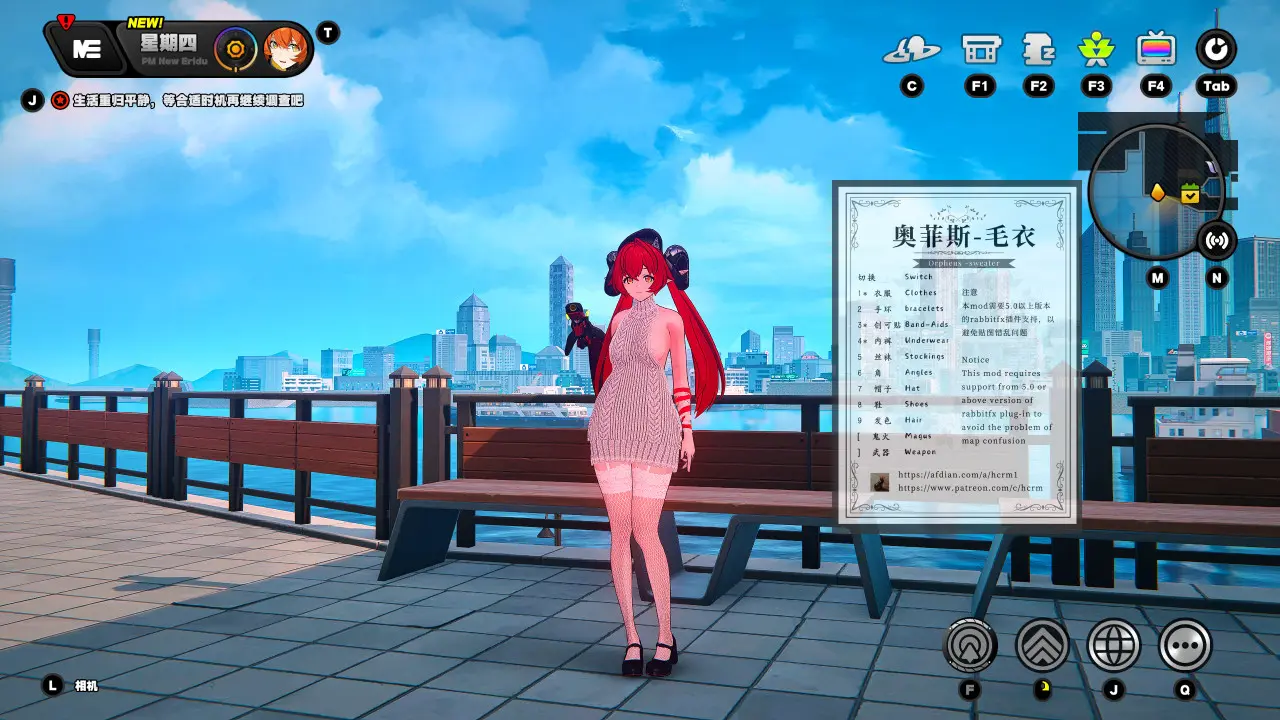 NEW!
星期四
PM New Eridu
T
J
生活重归平静，等合适时机再继续调查吧
C
F1
F2
F3
F4
Tab
M
N
奥菲斯-毛衣
Orpheus -sweater
切换 Switch
1* 衣服 Clothes
2 手环 bracelets
3* 创可贴 Band-Aids
4* 内裤 Underwear
5 丝袜 Stockings
6 角 Angles
7 帽子 Hat
8 鞋 Shoes
9 发色 Hair
[ 鬼火 Magus
] 武器 Weapon
注意
本mod需要5.0以上版本
的rabbitfx插件支持，以
避免贴图错乱问题
Notice
This mod requires
support from 5.0 or
above version of
rabbitfx plug-in to
avoid the problem of
map confusion
https://afdian.com/a/hcrm1
https://www.patreon.com/c/hcrm
L
相机
F
J
Q